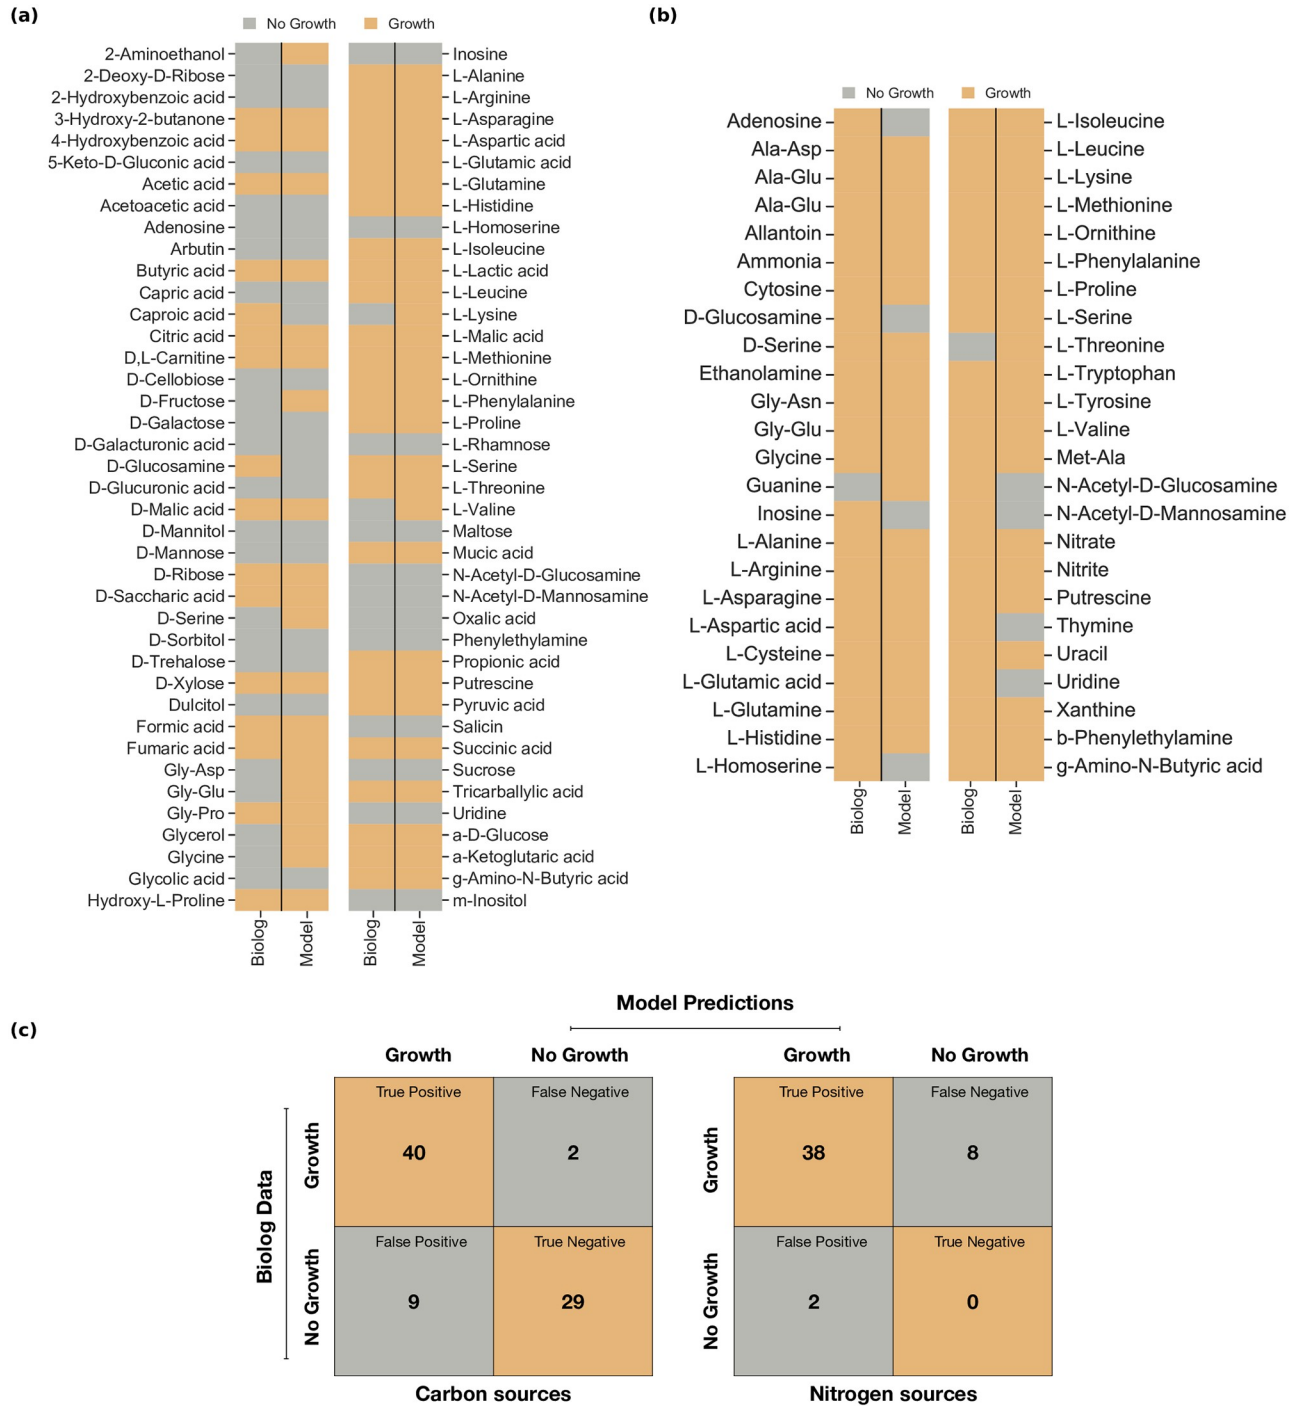 (a)
No Growth Growth
2-Aminoethanol Inosine
2-Deoxy-D-Ribose L-Alanine
2-Hydroxybenzoic acid L-Arginine
3-Hydroxy-2-butanone L-Asparagine
4-Hydroxybenzoic acid L-Aspartic acid
5-Keto-D-Gluconic acid L-Glutamic acid
Acetic acid L-Glutamine
Acetoacetic acid L-Histidine
Adenosine L-Homoserine
Arbutin L-Isoleucine
Butyric acid L-Lactic acid
Capric acid L-Leucine
Caproic acid L-Lysine
Citric acid L-Malic acid
D,L-Carnitine L-Methionine
D-Cellobiose L-Ornithine
D-Fructose L-Phenylalanine
D-Galactose L-Proline
D-Galacturonic acid L-Rhamnose
D-Glucosamine L-Serine
D-Glucuronic acid L-Threonine
D-Malic acid L-Valine
D-Mannitol Maltose
D-Mannose Mucic acid
D-Ribose N-Acetyl-D-Glucosamine
D-Saccharic acid N-Acetyl-D-Mannosamine
D-Serine Oxalic acid
D-Sorbitol Phenylethylamine
D-Trehalose Propionic acid
D-Xylose Putrescine
Dulcitol Pyruvic acid
Formic acid Salicin
Fumaric acid Succinic acid
Gly-Asp Sucrose
Gly-Glu Tricarballylic acid
Gly-Pro Uridine
Glycerol a-D-Glucose
Glycine a-Ketoglutaric acid
Glycolic acid g-Amino-N-Butyric acid
Hydroxy-L-Proline m-Inositol
Biolog Model Biolog Model
(b)
No Growth Growth
Adenosine L-Isoleucine
Ala-Asp L-Leucine
Ala-Glu L-Lysine
Ala-Glu L-Methionine
Allantoin L-Ornithine
Ammonia L-Phenylalanine
Cytosine L-Proline
D-Glucosamine L-Serine
D-Serine L-Threonine
Ethanolamine L-Tryptophan
Gly-Asn L-Tyrosine
Gly-Glu L-Valine
Glycine Met-Ala
Guanine N-Acetyl-D-Glucosamine
Inosine N-Acetyl-D-Mannosamine
L-Alanine Nitrate
L-Arginine Nitrite
L-Asparagine Putrescine
L-Aspartic acid Thymine
L-Cysteine Uracil
L-Glutamic acid Uridine
L-Glutamine Xanthine
L-Histidine b-Phenylethylamine
L-Homoserine g-Amino-N-Butyric acid
Biolog Model Biolog Model
(c)
Model Predictions
Growth No Growth Growth No Growth
Biolog Data
Growth
True Positive False Negative
40 2
No Growth
False Positive True Negative
9 29
Carbon sources
Growth
True Positive False Negative
38 8
No Growth
False Positive True Negative
2 0
Nitrogen sources